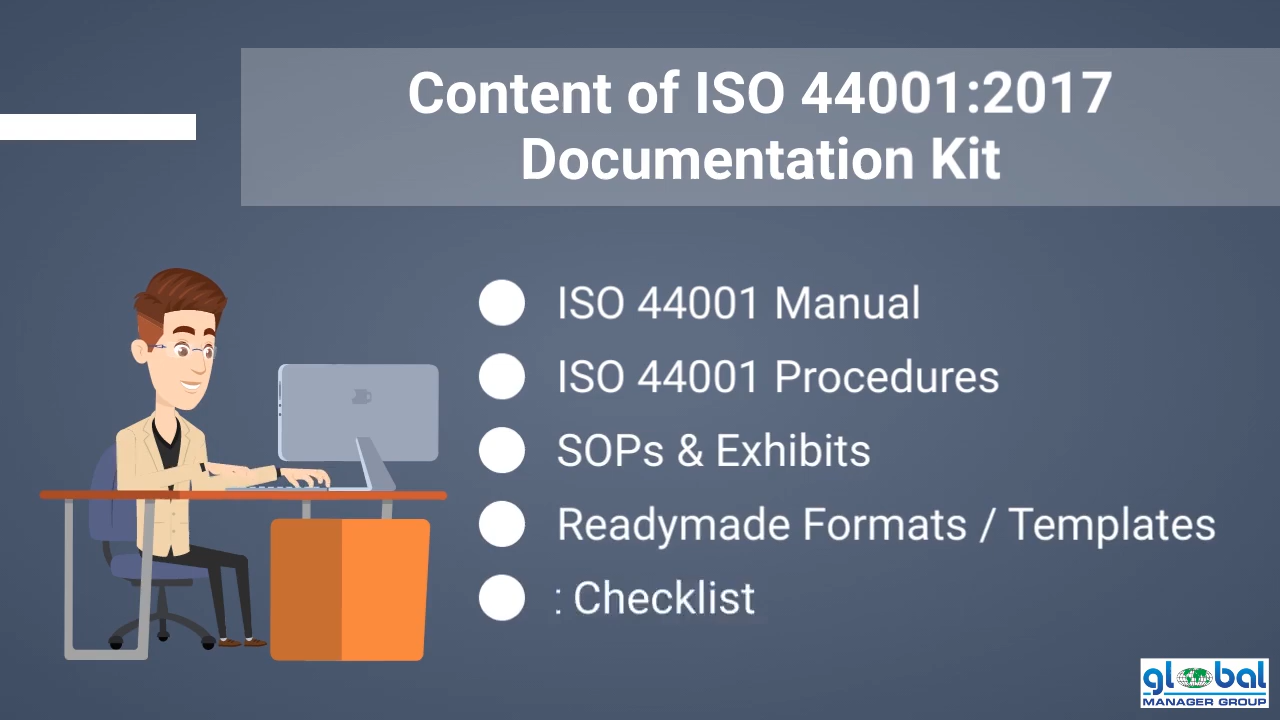 Content of ISO 44001:2017
Documentation Kit
ISO 44001 Manual
ISO 44001 Procedures
SOPs & Exhibits
Readymade Formats / Templates
: Checklist
global
MANAGER GROUP